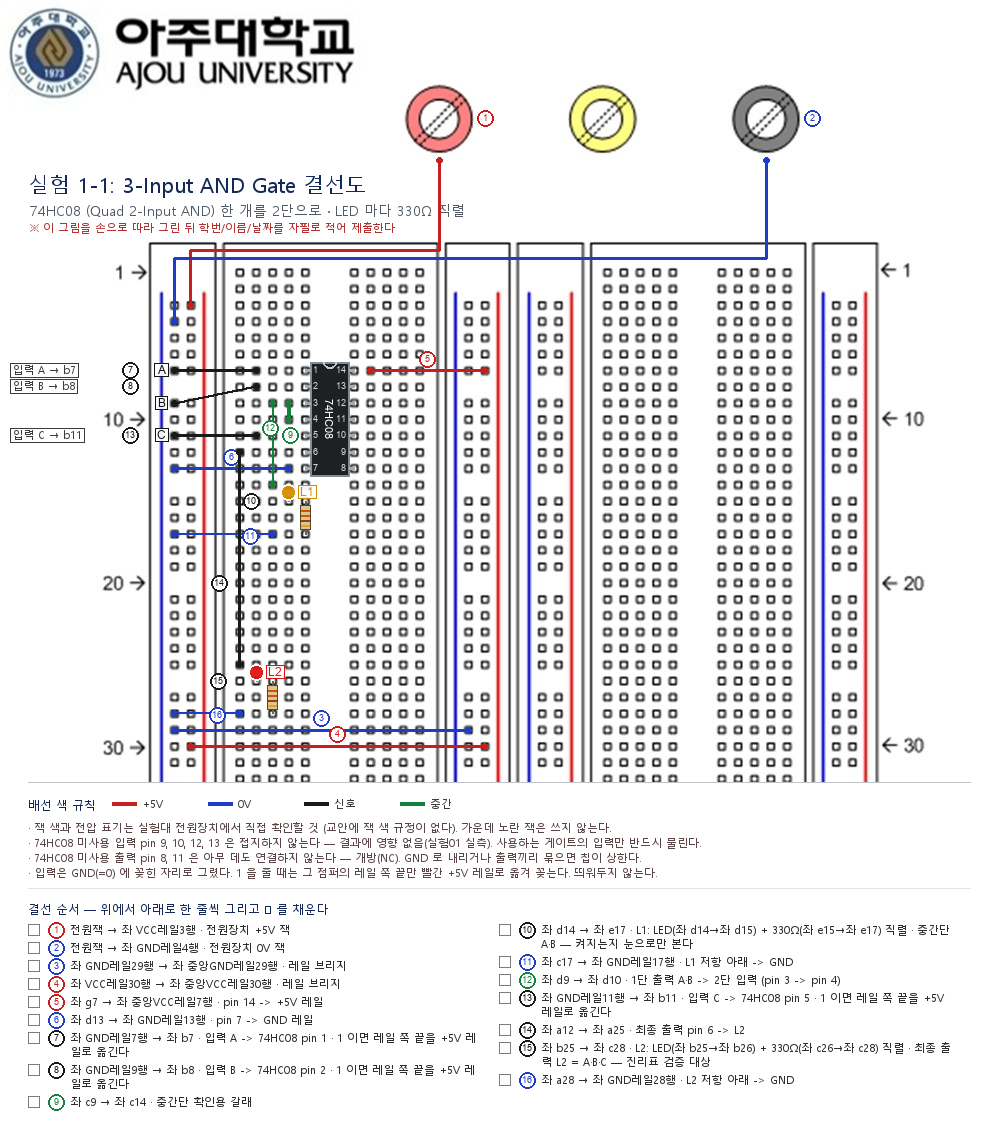 아주대학교
AJOU UNIVERSITY
아주대학교
1973
AJOU UNIVERSITY
1
2
실험 1-1: 3-Input AND Gate 결선도
74HC08 (Quad 2-Input AND) 한 개를 2단으로 · LED 마다 330Ω 직렬
※ 이 그림을 손으로 따라 그린 뒤 학번/이름/날짜를 자필로 적어 제출한다
1 → ← 1
5
입력 A → b7 7 A 1 14
입력 B → b8 8 2 13
B 3 12
10 → 4 11 ← 10
12 9
입력 C → b11 13 C 5 10
74HC08
6 6 9
7 8
L1
10
11
20 → 14 ← 20
L2
15
16 3
4
30 → ← 30
배선 색 규칙 +5V 0V 신호 중간
· 잭 색과 전압 표기는 실험대 전원장치에서 직접 확인할 것 (교안에 잭 색 규정이 없다). 가운데 노란 잭은 쓰지 않는다.
· 74HC08 미사용 입력 pin 9, 10, 12, 13 은 접지하지 않는다 — 결과에 영향 없음(실험01 실측). 사용하는 게이트의 입력만 반드시 물린다.
· 74HC08 미사용 출력 pin 8, 11 은 아무 데도 연결하지 않는다 — 개방(NC). GND 로 내리거나 출력끼리 묶으면 칩이 상한다.
· 입력은 GND(=0) 에 꽂힌 자리로 그렸다. 1 을 줄 때는 그 점퍼의 레일 쪽 끝만 빨간 +5V 레일로 옮겨 꽂는다. 띄워두지 않는다.
결선 순서 — 위에서 아래로 한 줄씩 그리고 ▯ 를 채운다
1 전원잭 → 좌 VCC레일3행 · 전원장치 +5V 잭
2 전원잭 → 좌 GND레일4행 · 전원장치 0V 잭
3 좌 GND레일29행 → 좌 중앙GND레일29행 · 레일 브리지
4 좌 VCC레일30행 → 좌 중앙VCC레일30행 · 레일 브리지
5 좌 g7 → 좌 중앙VCC레일7행 · pin 14 -> +5V 레일
6 좌 d13 → 좌 GND레일13행 · pin 7 -> GND 레일
7 좌 GND레일7행 → 좌 b7 · 입력 A -> 74HC08 pin 1 · 1 이면 레일 쪽 끝을 +5V 레
일로 옮긴다
8 좌 GND레일9행 → 좌 b8 · 입력 B -> 74HC08 pin 2 · 1 이면 레일 쪽 끝을 +5V 레
일로 옮긴다
9 좌 c9 → 좌 c14 · 중간단 확인용 갈래
10 좌 d14 → 좌 e17 · L1: LED(좌 d14→좌 d15) + 330Ω(좌 e15→좌 e17) 직렬 · 중간단
A·B — 켜지는지 눈으로만 본다
11 좌 c17 → 좌 GND레일17행 · L1 저항 아래 -> GND
12 좌 d9 → 좌 d10 · 1단 출력 A·B -> 2단 입력 (pin 3 -> pin 4)
13 좌 GND레일11행 → 좌 b11 · 입력 C -> 74HC08 pin 5 · 1 이면 레일 쪽 끝을 +5V
레일로 옮긴다
14 좌 a12 → 좌 a25 · 최종 출력 pin 6 -> L2
15 좌 b25 → 좌 c28 · L2: LED(좌 b25→좌 b26) + 330Ω(좌 c26→좌 c28) 직렬 · 최종 출
력 L2 = A·B·C — 진리표 검증 대상
16 좌 a28 → 좌 GND레일28행 · L2 저항 아래 -> GND